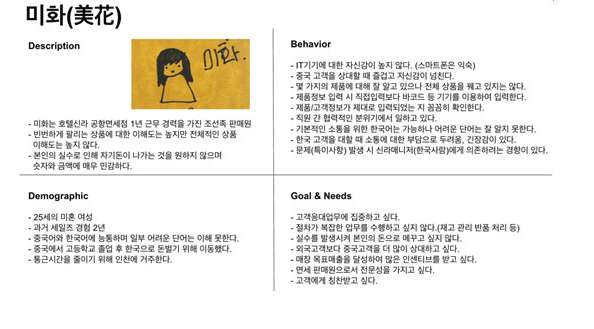 미화(美花)
Description
미화.
- 미화는 호텔신라 공항면세점 1년 근무 경력을 가진 조선족 판매원
- 빈번하게 팔리는 상품에 대한 이해도는 높지만 전체적인 상품
이해도는 높지 않다.
- 본인의 실수로 인해 자기돈이 나가는 것을 원하지 않으며
숫자와 금액에 매우 민감하다.
Behavior
- IT기기에 대한 자신감이 높지 않다. (스마트폰은 익숙)
- 중국 고객을 상대할 때 즐겁고 자신감이 넘친다.
- 몇 가지의 제품에 대해 잘 알고 있으나 전체 상품을 꿰고 있지는 않다.
- 제품정보 입력 시 직접입력보다 바코드 등 기기를 이용하여 입력한다.
- 제품/고객정보가 제대로 입력되었는 지 꼼꼼히 확인한다.
- 직원 간 협력적인 분위기에서 일하고 있다.
- 기본적인 소통을 위한 한국어는 가능하나 어려운 단어는 잘 알지 못한다.
- 한국 고객을 대할 때 소통에 대한 부담으로 두려움, 긴장감이 있다.
- 문제(특이사항) 발생 시 신라매니저(한국사람)에게 의존하려는 경향이 있다.
Demographic
- 25세의 미혼 여성
- 과거 세일즈 경험 2년
- 중국어와 한국어에 능통하며 일부 어려운 단어는 이해 못한다.
- 중국에서 고등학교 졸업 후 한국으로 돈벌기 위해 이동했다.
- 통근시간을 줄이기 위해 인천에 거주한다.
Goal & Needs
- 고객응대업무에 집중하고 싶다.
- 절차가 복잡한 업무를 수행하고 싶지 않다.(재고 관리 반품 처리 등)
- 실수를 발생시켜 본인의 돈으로 메꾸고 싶지 않다.
- 외국고객보다 중국고객을 더 많이 상대하고 싶다.
- 매장 목표매출을 달성하여 많은 인센티브를 받고 싶다.
- 면세 판매원으로서 전문성을 가지고 싶다.
- 고객에게 칭찬받고 싶다.